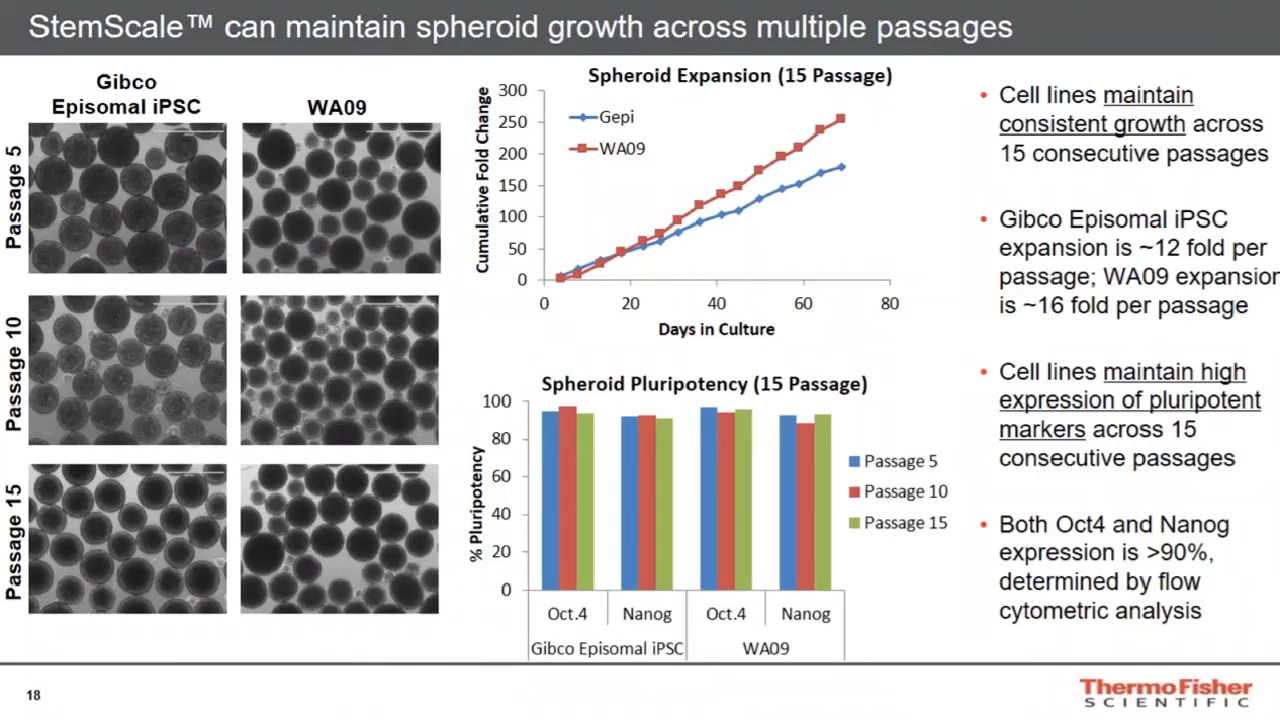 StemScale™ can maintain spheroid growth across multiple passages
Gibco
Episomal iPSC
WA09
Passage 5
Passage 10
Passage 15
Spheroid Expansion (15 Passage)
Cumulative Fold Change
300
250
200
150
100
50
0
0 20 40 60 80
Days in Culture
Gepi
WA09
Spheroid Pluripotency (15 Passage)
% Pluripotency
100
80
60
40
20
0
Oct.4 Nanog Oct.4 Nanog
Gibco Episomal iPSC WA09
Passage 5
Passage 10
Passage 15
• Cell lines maintain
consistent growth across
15 consecutive passages
• Gibco Episomal iPSC
expansion is ~12 fold per
passage; WA09 expansion
is ~16 fold per passage
• Cell lines maintain high
expression of pluripotent
markers across 15
consecutive passages
• Both Oct4 and Nanog
expression is >90%,
determined by flow
cytometric analysis
18
ThermoFisher
SCIENTIFIC